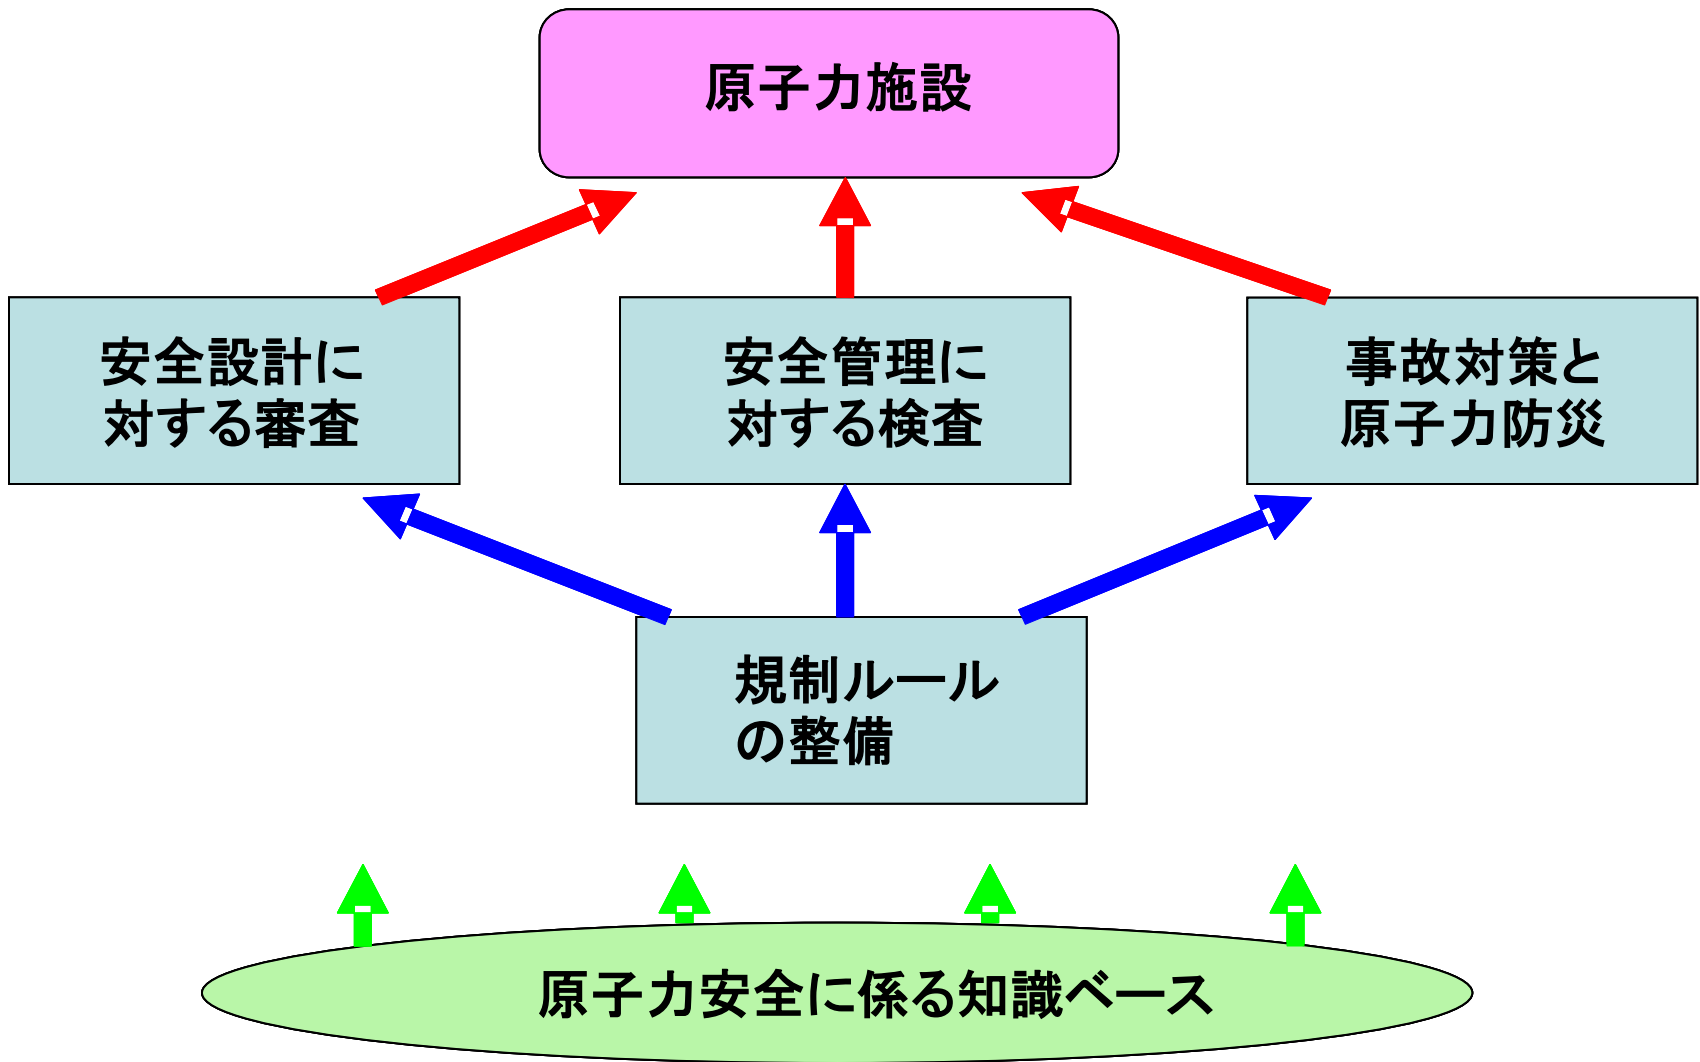 原子力施設
安全設計に
対する審査
安全管理に
対する検査
事故対策と
原子力防災
規制ルール
の整備
原子力安全に係る知識ベース